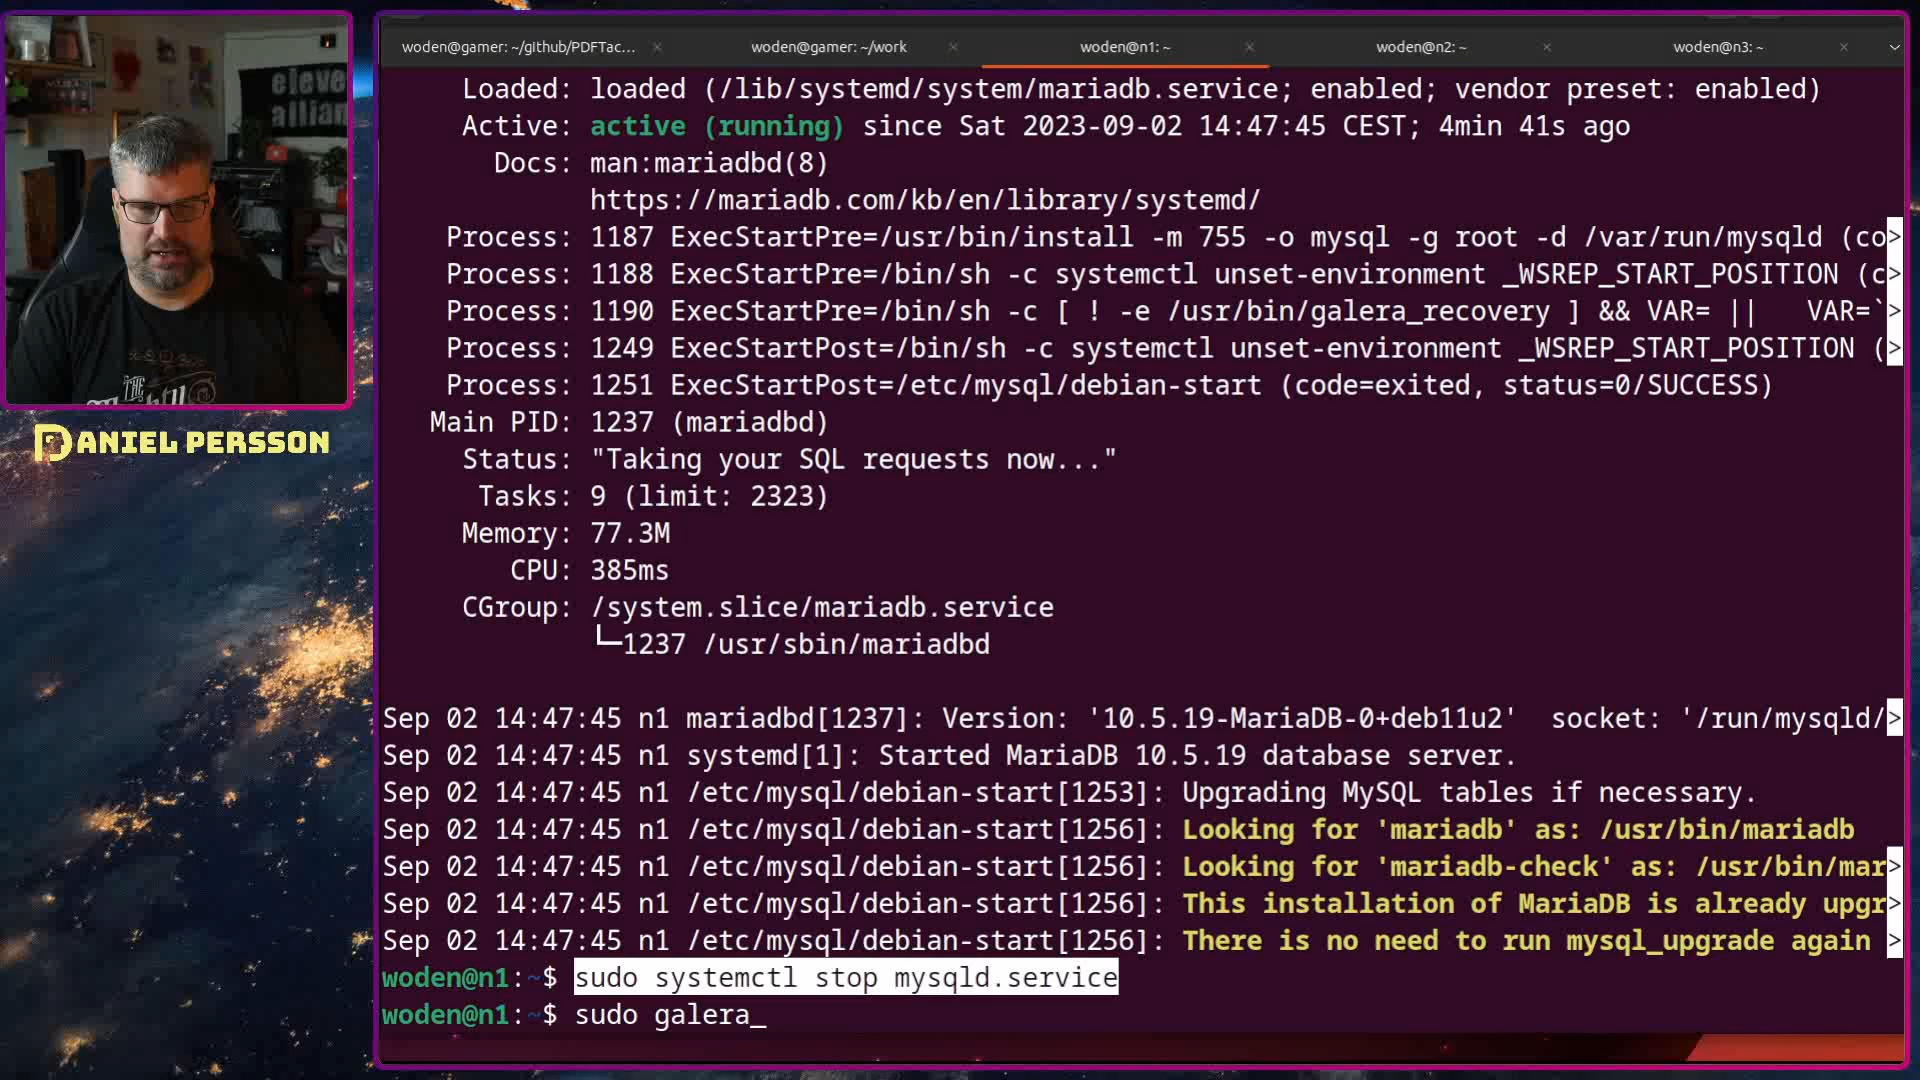 woden@gamer: ~/github/PDFTac... × woden@gamer: ~/work × woden@n1: ~ × woden@n2: ~ × woden@n3: ~ ×
Loaded: loaded (/lib/systemd/system/mariadb.service; enabled; vendor preset: enabled)
Active: active (running) since Sat 2023-09-02 14:47:45 CEST; 4min 41s ago
Docs: man:mariadbd(8)
https://mariadb.com/kb/en/library/systemd/
Process: 1187 ExecStartPre=/usr/bin/install -m 755 -o mysql -g root -d /var/run/mysqld (co>
Process: 1188 ExecStartPre=/bin/sh -c systemctl unset-environment _WSREP_START_POSITION (c>
Process: 1190 ExecStartPre=/bin/sh -c [ ! -e /usr/bin/galera_recovery ] && VAR= ||   VAR=`>
Process: 1249 ExecStartPost=/bin/sh -c systemctl unset-environment _WSREP_START_POSITION (>
Process: 1251 ExecStartPost=/etc/mysql/debian-start (code=exited, status=0/SUCCESS)
Main PID: 1237 (mariadbd)
Status: "Taking your SQL requests now..."
Tasks: 9 (limit: 2323)
Memory: 77.3M
CPU: 385ms
CGroup: /system.slice/mariadb.service
└─1237 /usr/sbin/mariadbd
Sep 02 14:47:45 n1 mariadbd[1237]: Version: '10.5.19-MariaDB-0+deb11u2'  socket: '/run/mysqld/>
Sep 02 14:47:45 n1 systemd[1]: Started MariaDB 10.5.19 database server.
Sep 02 14:47:45 n1 /etc/mysql/debian-start[1253]: Upgrading MySQL tables if necessary.
Sep 02 14:47:45 n1 /etc/mysql/debian-start[1256]: Looking for 'mariadb' as: /usr/bin/mariadb
Sep 02 14:47:45 n1 /etc/mysql/debian-start[1256]: Looking for 'mariadb-check' as: /usr/bin/mar>
Sep 02 14:47:45 n1 /etc/mysql/debian-start[1256]: This installation of MariaDB is already upgr>
Sep 02 14:47:45 n1 /etc/mysql/debian-start[1256]: There is no need to run mysql_upgrade again >
woden@n1:~$ sudo systemctl stop mysqld.service
woden@n1:~$ sudo galera_
DANIEL PERSSON
eleve
allian
THE